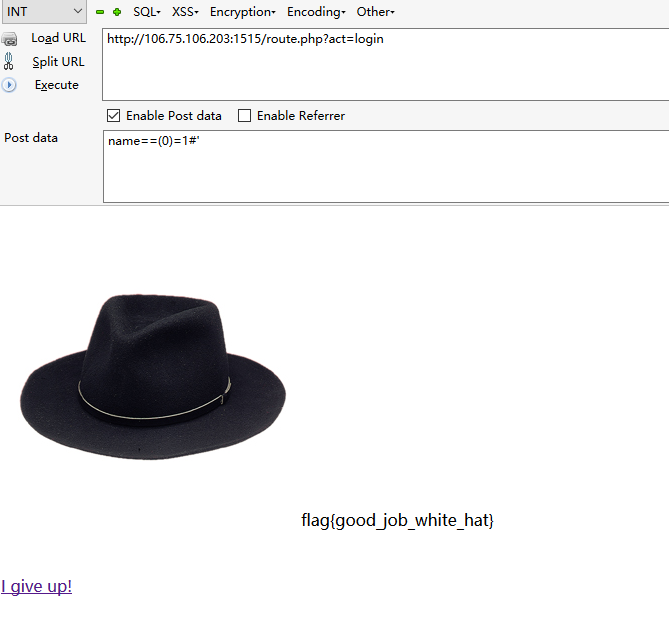 INT SQL XSS Encryption Encoding Other
Load URL http://106.75.106.203:1515/route.php?act=login
Split URL
Execute
Enable Post data Enable Referrer
Post data name==(0)=1#'
flag{good_job_white_hat}
I give up!